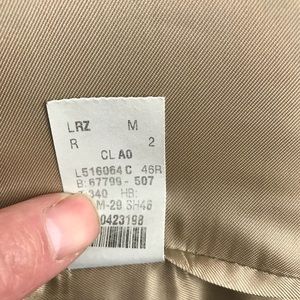 LRZ M
R 2
CL A0
L516064 C 46R
B: 67799 - 507
340 HB:
M-29 SH46
0423198